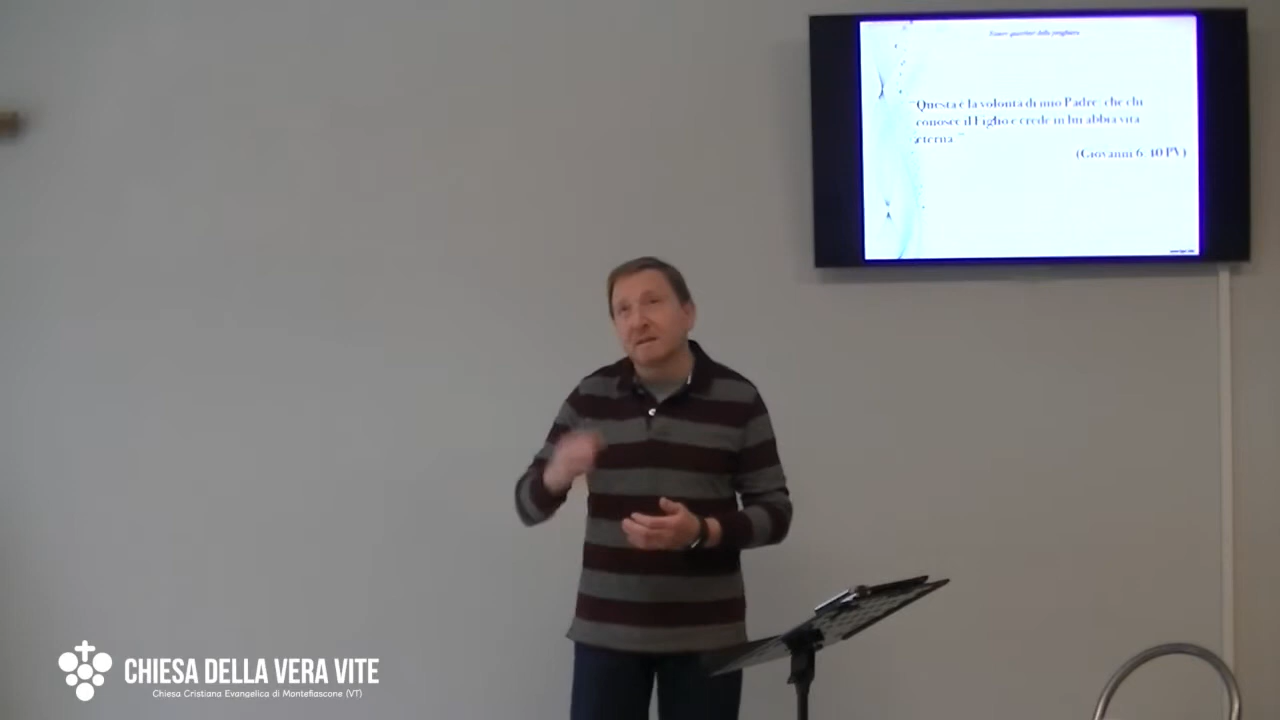 "Questa è la volontà di mio Padre: che chi
conosce il Figlio e crede in lui abbia vita
eterna."
(Giovanni 6:40 PV)
CHIESA DELLA VERA VITE
Chiesa Cristiana Evangelica di Montefiascone (VT)